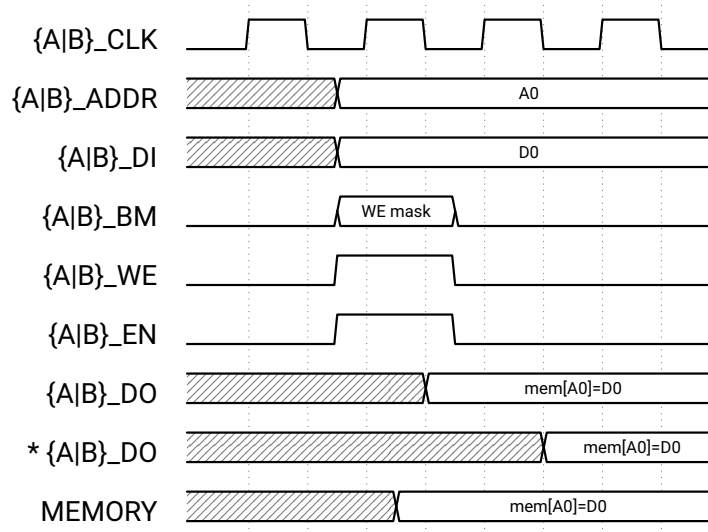 {A|B}_CLK
{A|B}_ADDR A0
{A|B}_DI D0
{A|B}_BM WE mask
{A|B}_WE
{A|B}_EN
{A|B}_DO mem[A0]=D0
* {A|B}_DO mem[A0]=D0
MEMORY mem[A0]=D0